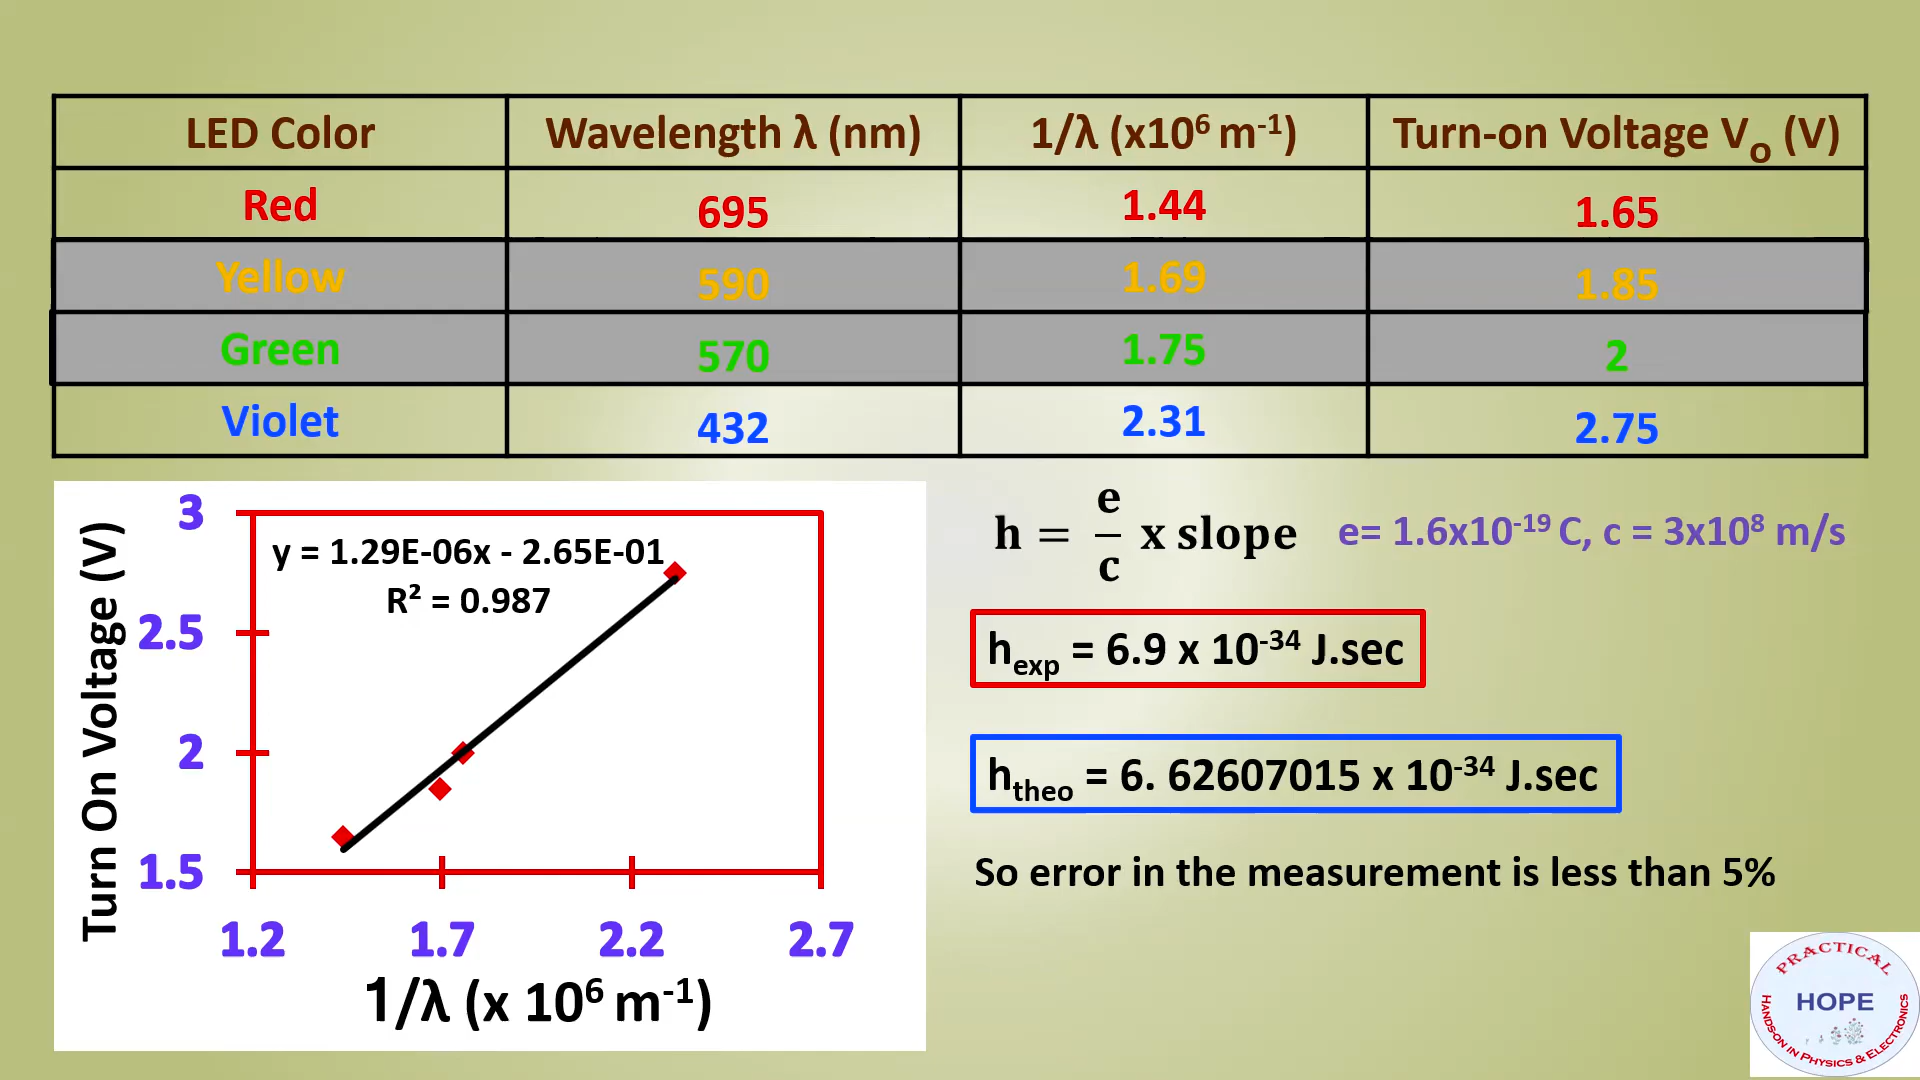 LED Color Wavelength λ (nm) 1/λ (x10⁶ m⁻¹) Turn-on Voltage Vₒ (V)
Red 695 1.44 1.65
Yellow 590 1.69 1.85
Green 570 1.75 2
Violet 432 2.31 2.75
Turn On Voltage (V)
3
2.5
2
1.5
y = 1.29E-06x - 2.65E-01
R² = 0.987
1.2 1.7 2.2 2.7
1/λ (x 10⁶ m⁻¹)
h = e/c x slope
e= 1.6x10⁻¹⁹ C, c = 3x10⁸ m/s
hexp = 6.9 x 10⁻³⁴ J.sec
htheo = 6. 62607015 x 10⁻³⁴ J.sec
So error in the measurement is less than 5%
PRACTICAL
HOPE
HANDS-ON IN PHYSICS & ELECTRONICS